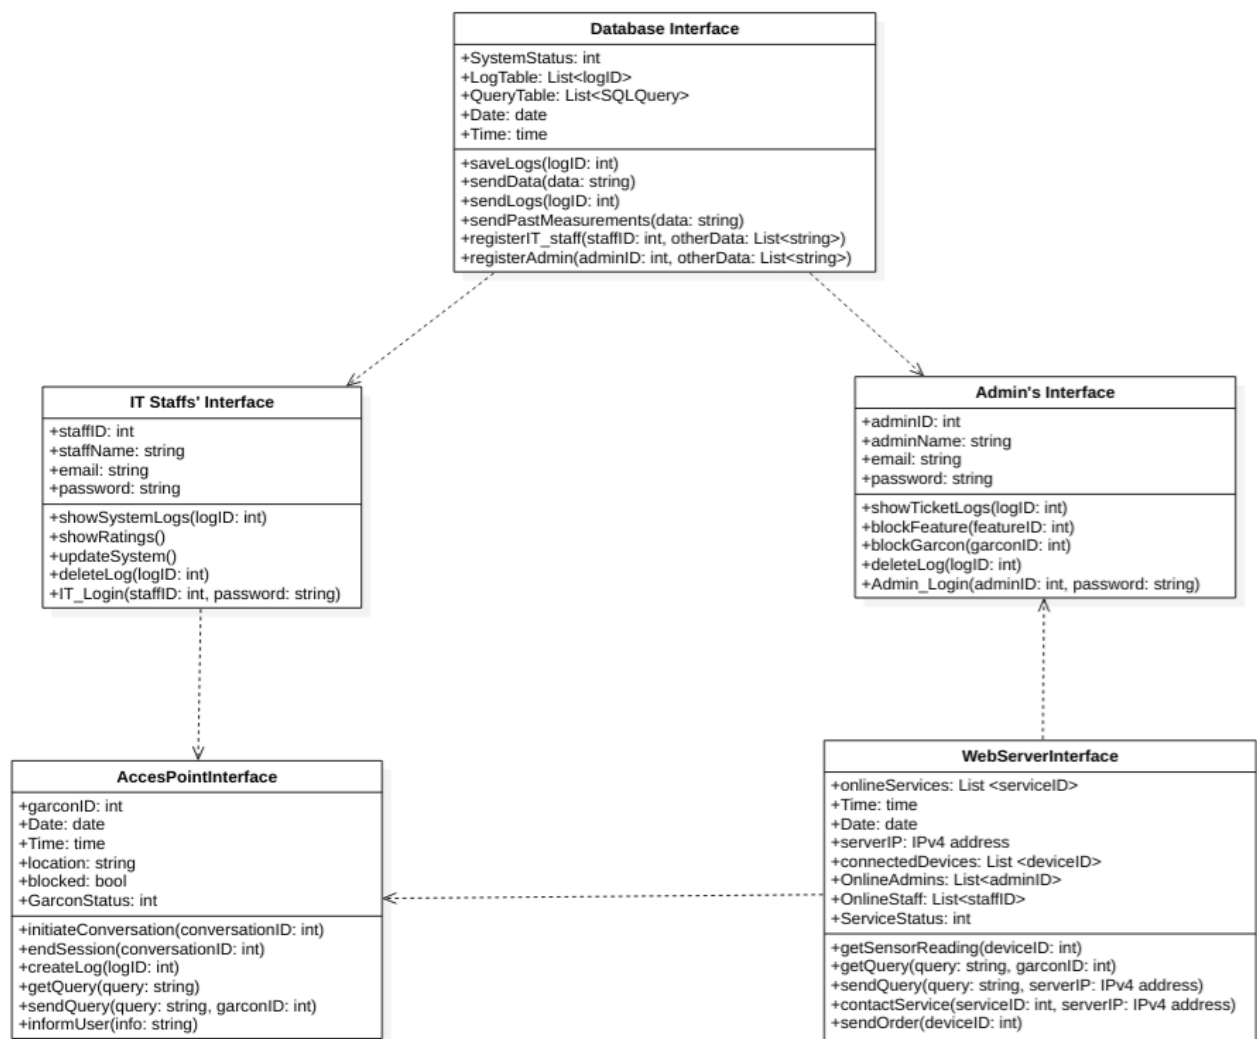 Database Interface
+SystemStatus: int
+LogTable: List<logID>
+QueryTable: List<SQLQuery>
+Date: date
+Time: time
+saveLogs(logID: int)
+sendData(data: string)
+sendLogs(logID: int)
+sendPastMeasurements(data: string)
+registerIT_staff(staffID: int, otherData: List<string>)
+registerAdmin(adminID: int, otherData: List<string>)
IT Staffs' Interface
+staffID: int
+staffName: string
+email: string
+password: string
+showSystemLogs(logID: int)
+showRatings()
+updateSystem()
+deleteLog(logID: int)
+IT_Login(staffID: int, password: string)
Admin's Interface
+adminID: int
+adminName: string
+email: string
+password: string
+showTicketLogs(logID: int)
+blockFeature(featureID: int)
+blockGarcon(garconID: int)
+deleteLog(logID: int)
+Admin_Login(adminID: int, password: string)
AccesPointInterface
+garconID: int
+Date: date
+Time: time
+location: string
+blocked: bool
+GarconStatus: int
+initiateConversation(conversationID: int)
+endSession(conversationID: int)
+createLog(logID: int)
+getQuery(query: string)
+sendQuery(query: string, garconID: int)
+informUser(info: string)
WebServerInterface
+onlineServices: List <serviceID>
+Time: time
+Date: date
+serverIP: IPv4 address
+connectedDevices: List <deviceID>
+OnlineAdmins: List<adminID>
+OnlineStaff: List<staffID>
+ServiceStatus: int
+getSensorReading(deviceID: int)
+getQuery(query: string, garconID: int)
+sendQuery(query: string, serverIP: IPv4 address)
+contactService(serviceID: int, serverIP: IPv4 address)
+sendOrder(deviceID: int)